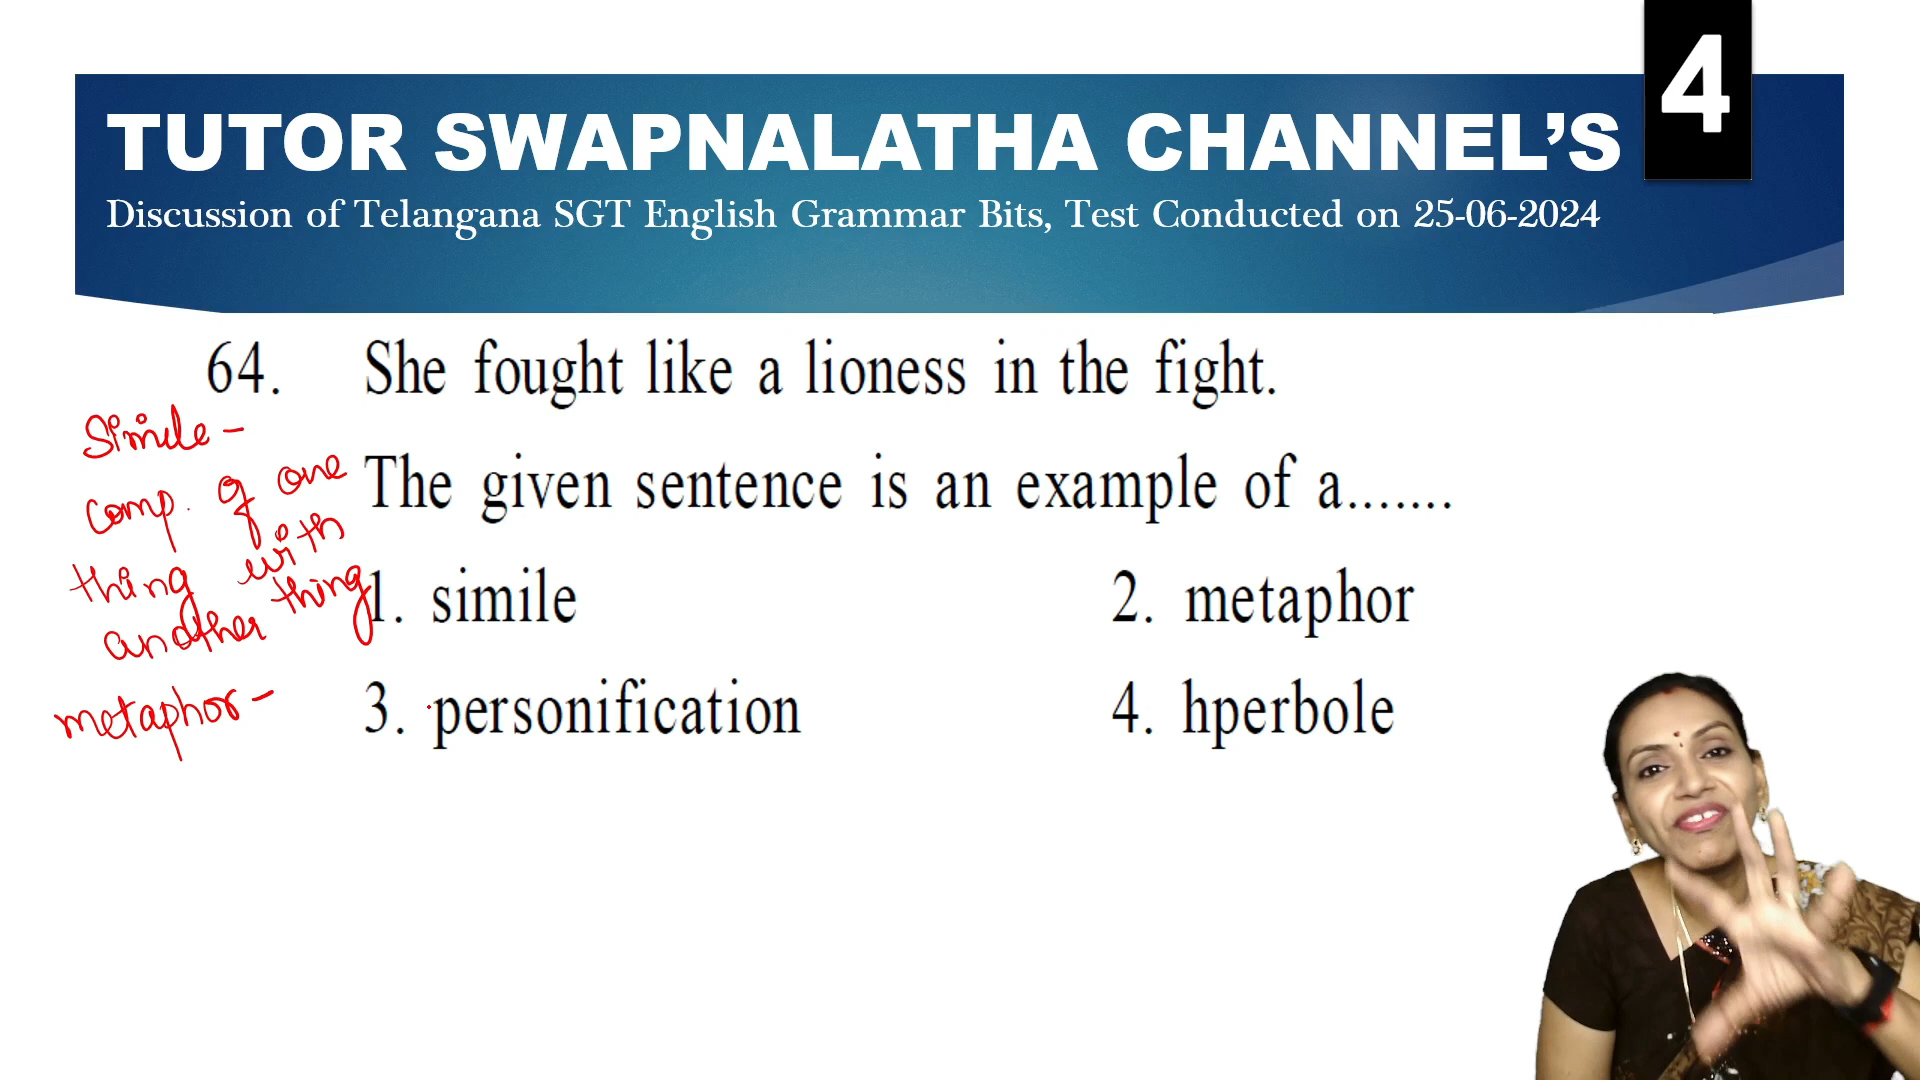 4
TUTOR SWAPNALATHA CHANNEL’S
Discussion of Telangana SGT English Grammar Bits, Test Conducted on 25-06-2024
64. She fought like a lioness in the fight.
The given sentence is an example of a.......
1. simile 2. metaphor
3. personification 4. hperbole
Simile -
comp. of one
thing with
another thing
metaphor -